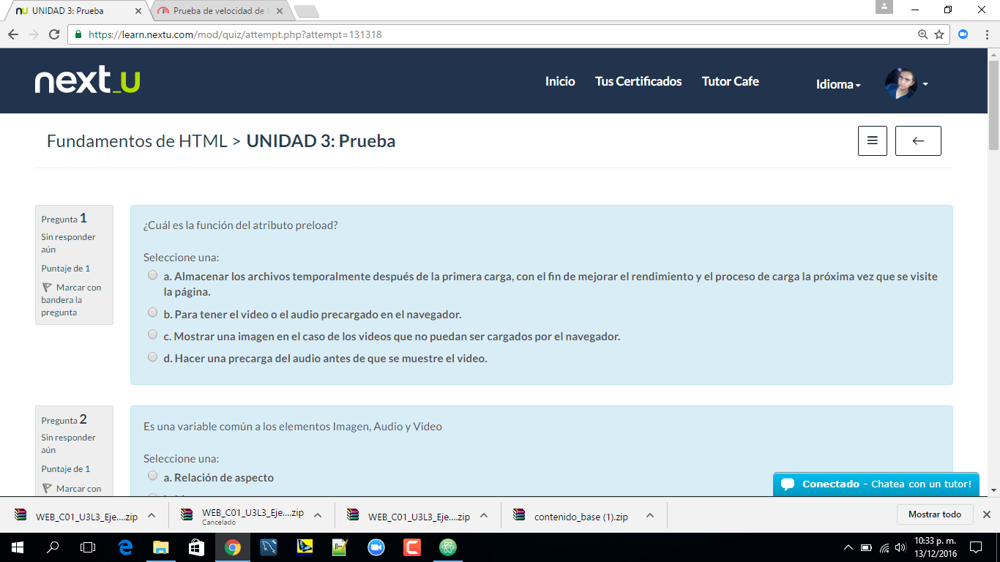 UNIDAD 3: Prueba
Prueba de velocidad de
https://learn.nextu.com/mod/quiz/attempt.php?attempt=131318
next_U
Inicio
Tus Certificados
Tutor Cafe
Idioma
Fundamentos de HTML > UNIDAD 3: Prueba
Pregunta 1
Sin responder
aún
Puntaje de 1
Marcar con
bandera la
pregunta
¿Cuál es la función del atributo preload?
Seleccione una:
a. Almacenar los archivos temporalmente después de la primera carga, con el fin de mejorar el rendimiento y el proceso de carga la próxima vez que se visite
la página.
b. Para tener el video o el audio precargado en el navegador.
c. Mostrar una imagen en el caso de los videos que no puedan ser cargados por el navegador.
d. Hacer una precarga del audio antes de que se muestre el video.
Pregunta 2
Sin responder
aún
Puntaje de 1
Marcar con
Es una variable común a los elementos Imagen, Audio y Video
Seleccione una:
a. Relación de aspecto
Conectado - Chatea con un tutor!
WEB_C01_U3L3_Eje....zip
WEB_C01_U3L3_Eje....zip
Cancelado
WEB_C01_U3L3_Eje....zip
contenido_base (1).zip
Mostrar todo
10:33 p. m.
13/12/2016